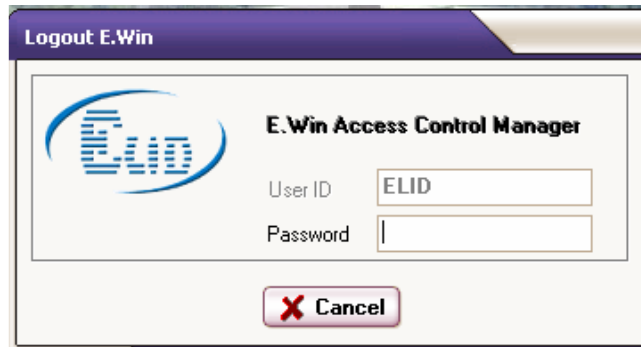 Logout E.Win
ELID
E.Win Access Control Manager
User ID ELID
Password
Cancel